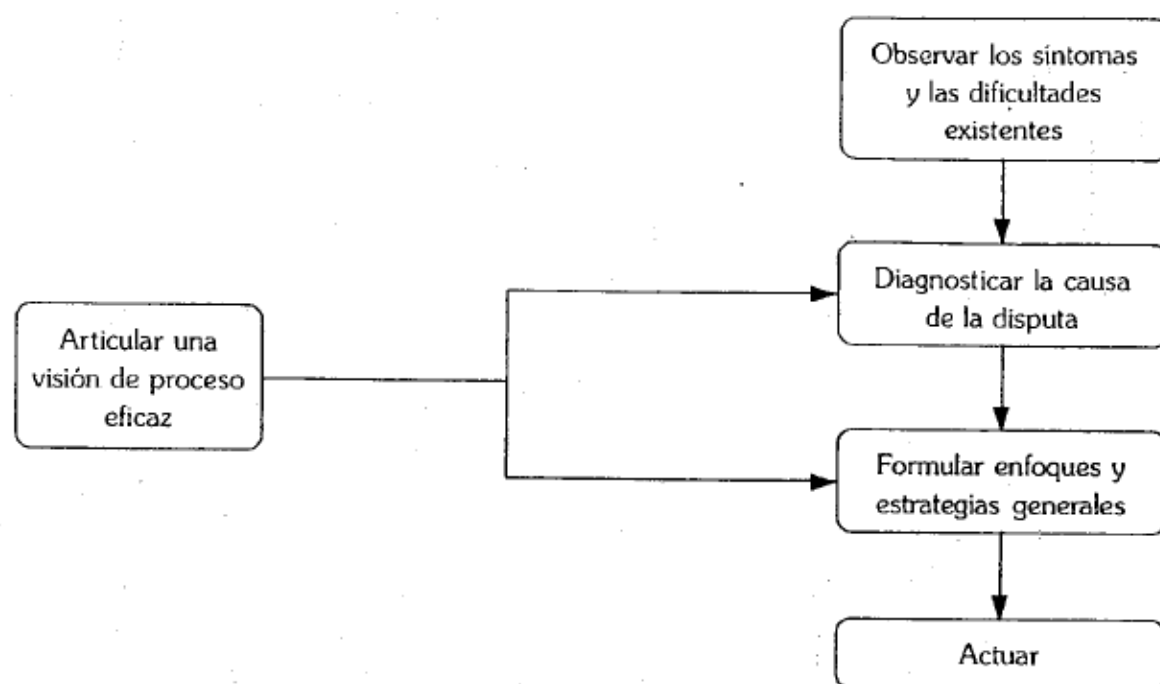 Observar los síntomas
y las dificultades
existentes
Diagnosticar la causa
de la disputa
Articular una
visión de proceso
eficaz
Formular enfoques y
estrategias generales
Actuar